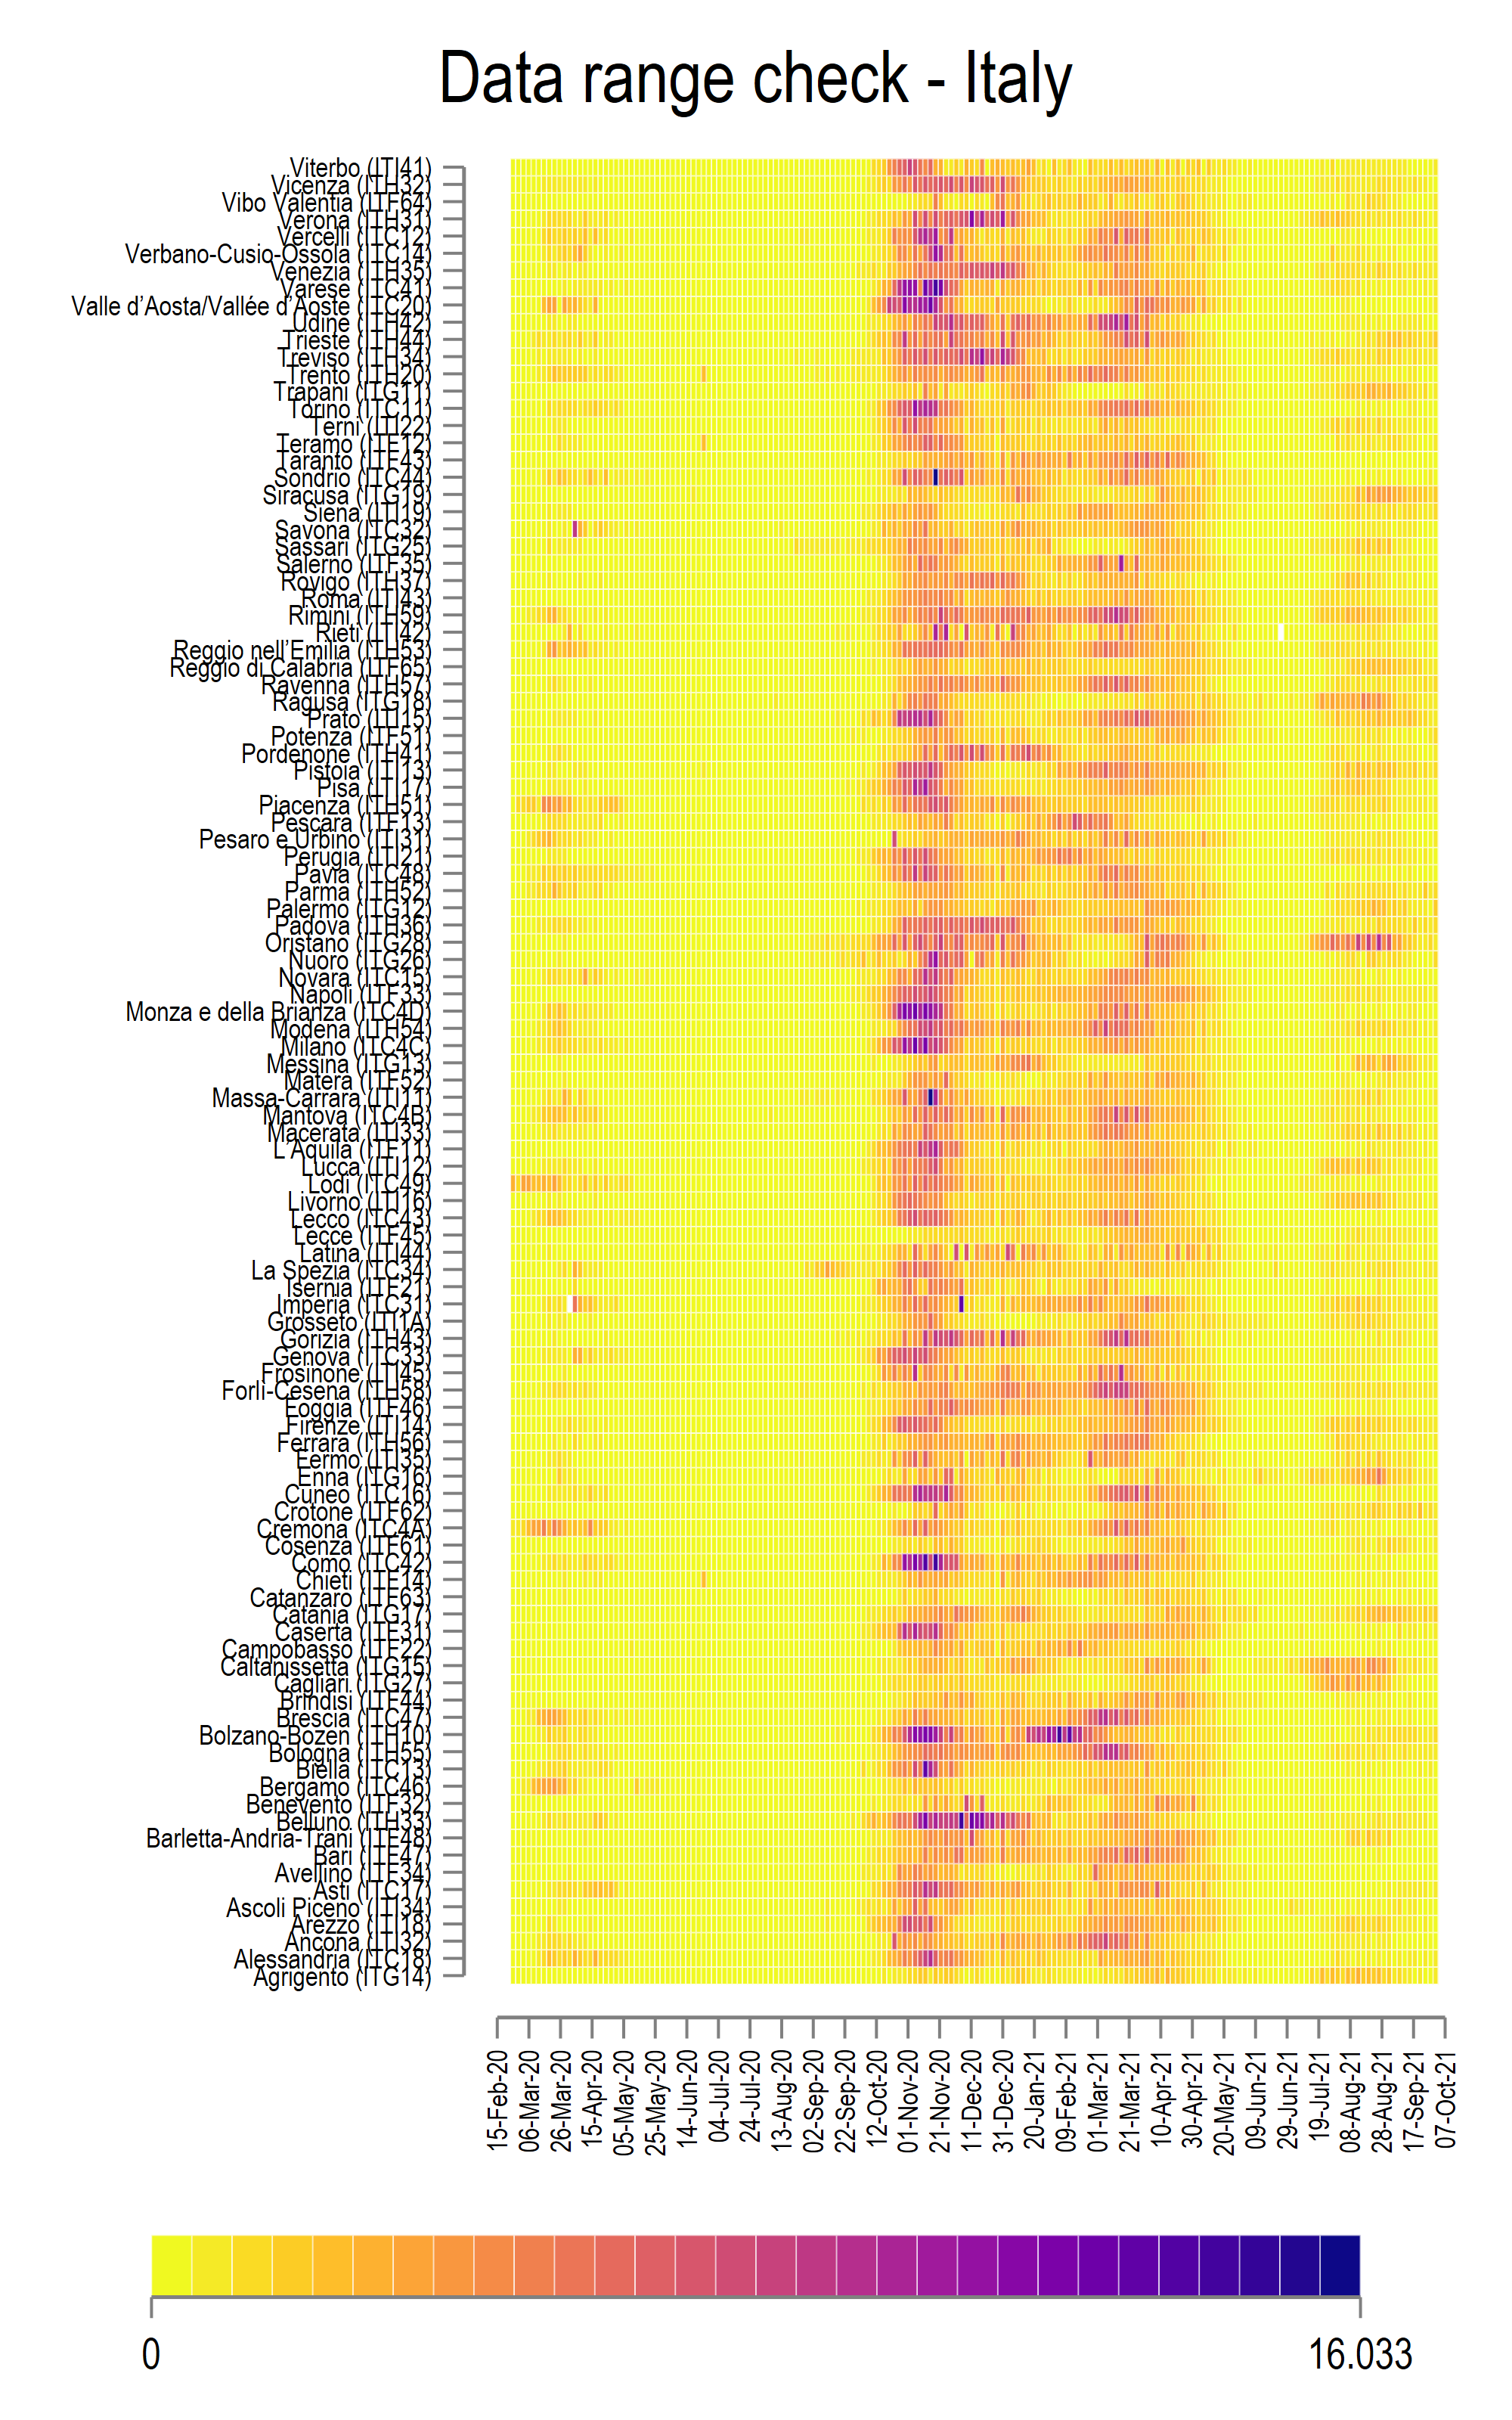 Data range check - Italy
Viterbo (ITI41)
Vicenza (ITH32)
Vibo Valentia (ITF64)
Verona (ITH31)
Vercelli (ITC12)
Verbano-Cusio-Ossola (ITC14)
Venezia (ITH35)
Varese (ITC41)
Valle d’Aosta/Vallée d’Aoste (ITC20)
Udine (ITH42)
Trieste (ITH44)
Treviso (ITH34)
Trento (ITH20)
Trapani (ITG11)
Torino (ITC11)
Terni (ITI22)
Teramo (ITF12)
Taranto (ITF43)
Sondrio (ITC44)
Siracusa (ITG19)
Siena (ITI19)
Savona (ITC32)
Sassari (ITG25)
Salerno (ITF35)
Rovigo (ITH37)
Roma (ITI43)
Rimini (ITH59)
Rieti (ITI42)
Reggio nell’Emilia (ITH53)
Reggio di Calabria (ITF65)
Ravenna (ITH57)
Ragusa (ITG18)
Prato (ITI15)
Potenza (ITF51)
Pordenone (ITH41)
Pistoia (ITI13)
Pisa (ITI17)
Piacenza (ITH51)
Pescara (ITF13)
Pesaro e Urbino (ITI31)
Perugia (ITI21)
Pavia (ITC48)
Parma (ITH52)
Palermo (ITG12)
Padova (ITH36)
Oristano (ITG28)
Nuoro (ITG26)
Novara (ITC15)
Napoli (ITF33)
Monza e della Brianza (ITC4D)
Modena (ITH54)
Milano (ITC4C)
Messina (ITG13)
Matera (ITF52)
Massa-Carrara (ITI11)
Mantova (ITC4B)
Macerata (ITI33)
L’Aquila (ITF11)
Lucca (ITI12)
Lodi (ITC49)
Livorno (ITI16)
Lecco (ITC43)
Lecce (ITF45)
Latina (ITI44)
La Spezia (ITC34)
Isernia (ITF21)
Imperia (ITC31)
Grosseto (ITI1A)
Gorizia (ITH43)
Genova (ITC33)
Frosinone (ITI45)
Forlì-Cesena (ITH58)
Foggia (ITF46)
Firenze (ITI14)
Ferrara (ITH56)
Fermo (ITI35)
Enna (ITG16)
Cuneo (ITC16)
Crotone (ITF62)
Cremona (ITC4A)
Cosenza (ITF61)
Como (ITC42)
Chieti (ITF14)
Catanzaro (ITF63)
Catania (ITG17)
Caserta (ITF31)
Campobasso (ITF22)
Caltanissetta (ITG15)
Cagliari (ITG27)
Brindisi (ITF44)
Brescia (ITC47)
Bolzano-Bozen (ITH10)
Bologna (ITH55)
Biella (ITC13)
Bergamo (ITC46)
Benevento (ITF32)
Belluno (ITH33)
Barletta-Andria-Trani (ITF48)
Bari (ITF47)
Avellino (ITF34)
Asti (ITC17)
Ascoli Piceno (ITI34)
Arezzo (ITI18)
Ancona (ITI32)
Alessandria (ITC18)
Agrigento (ITG14)
15-Feb-20
06-Mar-20
26-Mar-20
15-Apr-20
05-May-20
25-May-20
14-Jun-20
04-Jul-20
24-Jul-20
13-Aug-20
02-Sep-20
22-Sep-20
12-Oct-20
01-Nov-20
21-Nov-20
11-Dec-20
31-Dec-20
20-Jan-21
09-Feb-21
01-Mar-21
21-Mar-21
10-Apr-21
30-Apr-21
20-May-21
09-Jun-21
29-Jun-21
19-Jul-21
08-Aug-21
28-Aug-21
17-Sep-21
07-Oct-21
0
16.033